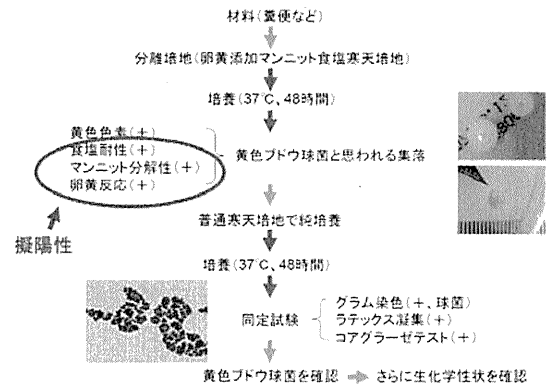 材料(糞便など)
分離培地(卵黄添加マンニット食塩寒天培地)
培養(37℃、48時間)
黄色色素(+)
食塩耐性(+)
マンニット分解性(+)
卵黄反応(+)
黄色ブドウ球菌と思われる集落
擬陽性
普通寒天培地で純培養
培養(37℃、48時間)
同定試験
グラム染色(+、球菌)
ラテックス凝集(+)
コアグラーゼテスト(+)
黄色ブドウ球菌を確認
さらに生化学性状を確認